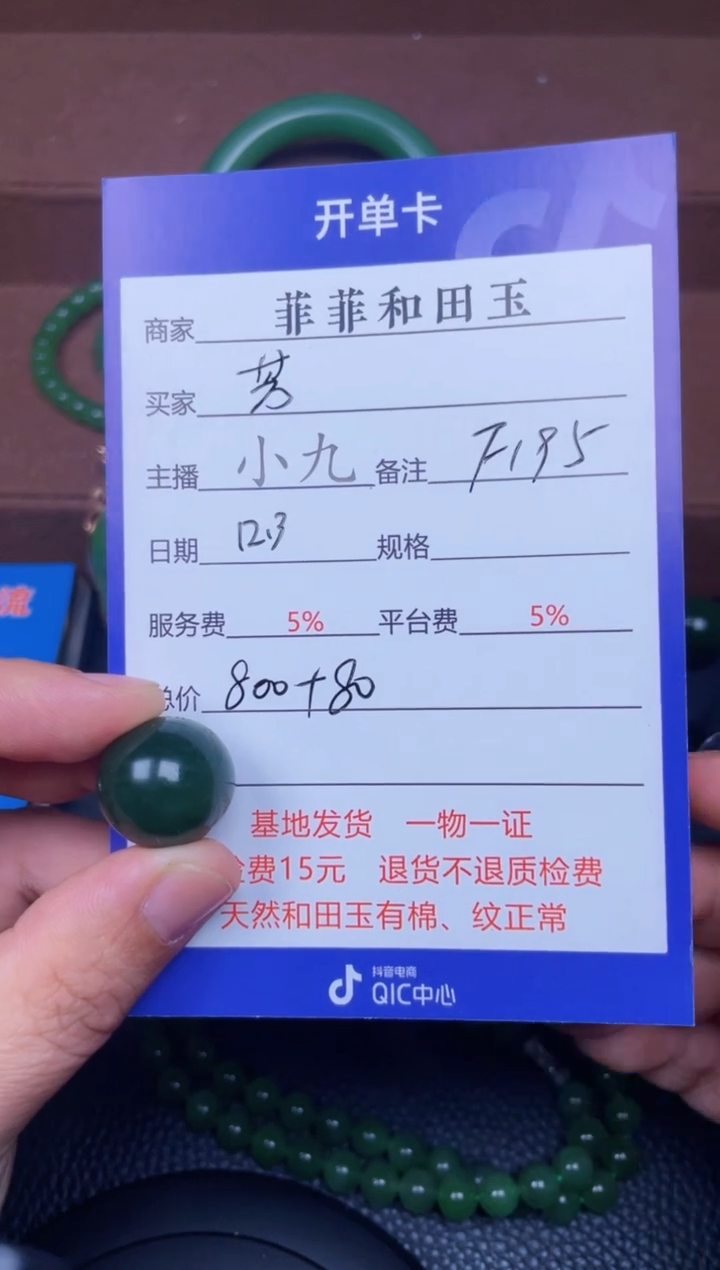 开单卡
商家 菲菲和田玉
买家 芳
主播 小九 备注 F195
日期 12.3 规格
服务费 5% 平台费 5%
总价 800+80
基地发货 一物一证
费15元 退货不退质检费
天然和田玉有棉、纹正常
抖音电商
QIC中心
流